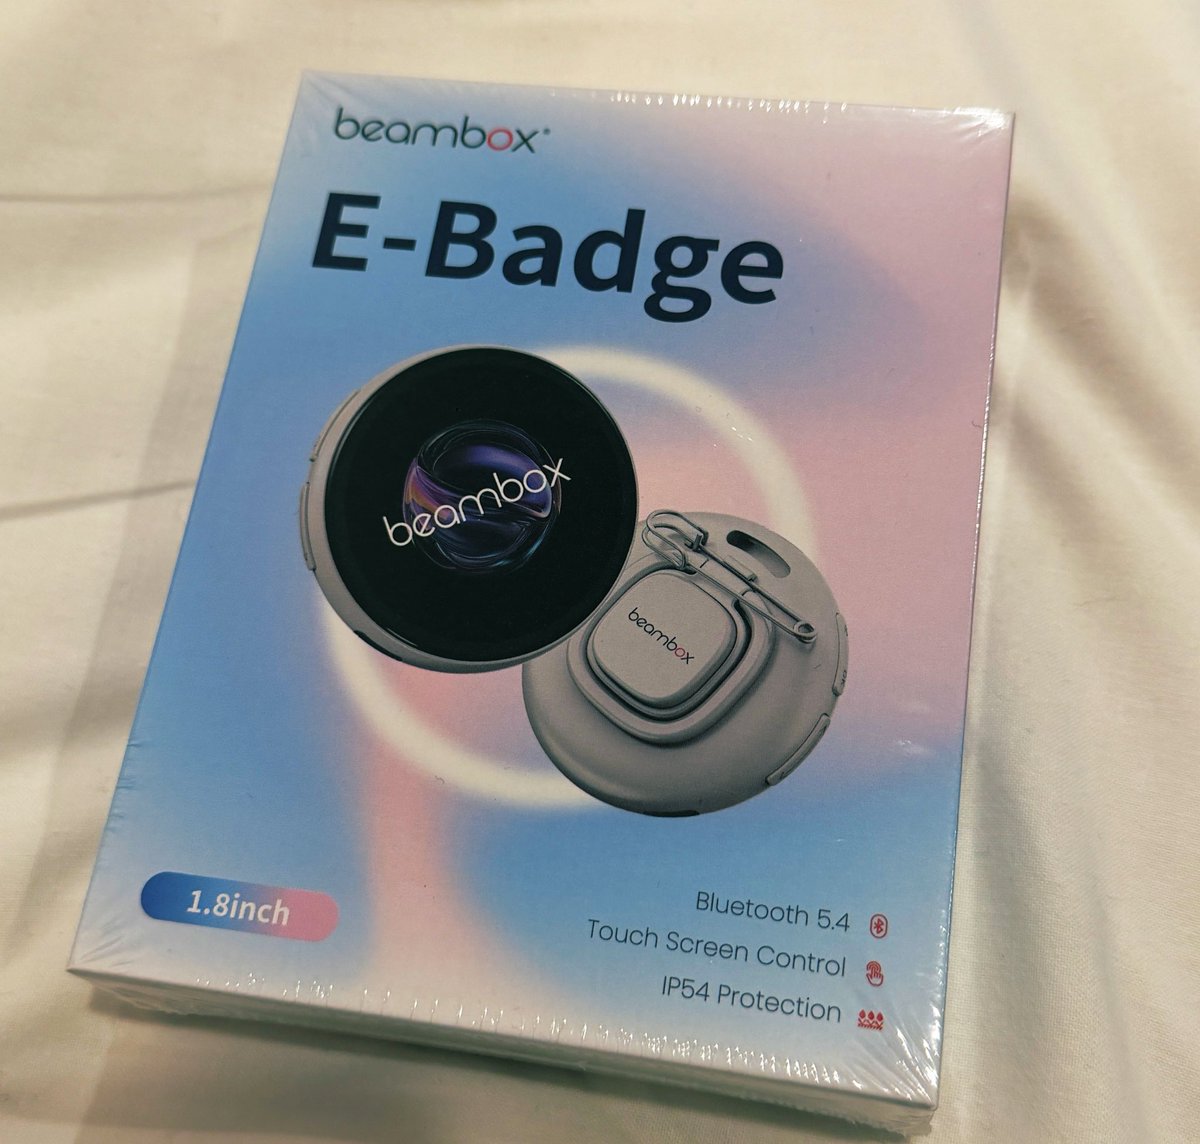 beambox
E-Badge
beambox
beambox
1.8inch
Bluetooth 5.4
Touch Screen Control
IP54 Protection